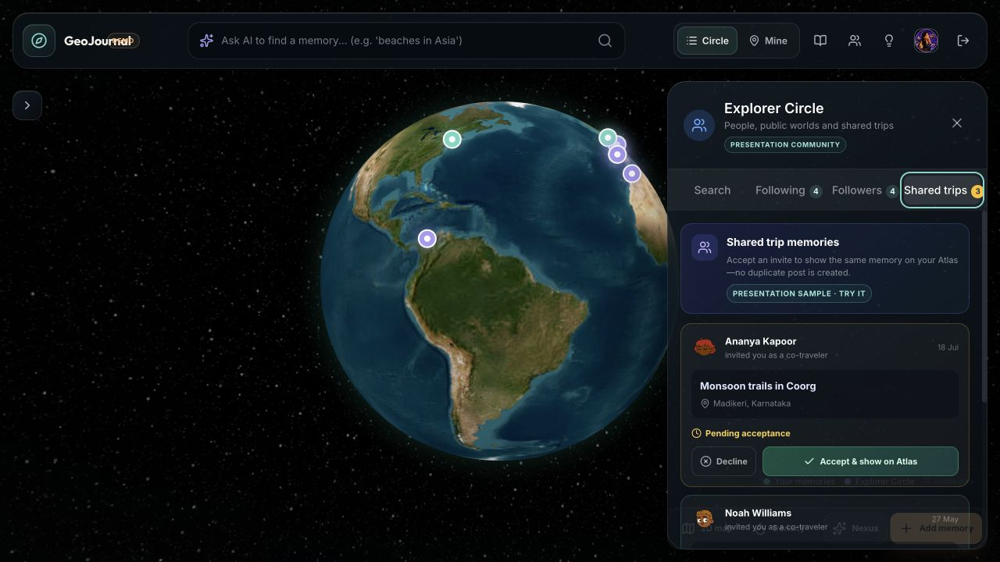 GeoJournal
DEMO
Ask AI to find a memory... (e.g. 'beaches in Asia')
Circle
Mine
Explorer Circle
People, public worlds and shared trips
PRESENTATION COMMUNITY
Search
Following 4
Followers 4
Shared trips 3
Shared trip memories
Accept an invite to show the same memory on your Atlas
—no duplicate post is created.
PRESENTATION SAMPLE · TRY IT
Ananya Kapoor
18 Jul
invited you as a co-traveler
Monsoon trails in Coorg
Madikeri, Karnataka
Pending acceptance
Decline
Accept & show on Atlas
Your memories
Explorer Circle
Noah Williams
27 May
invited you as a co-traveler
Nexus
Add memory